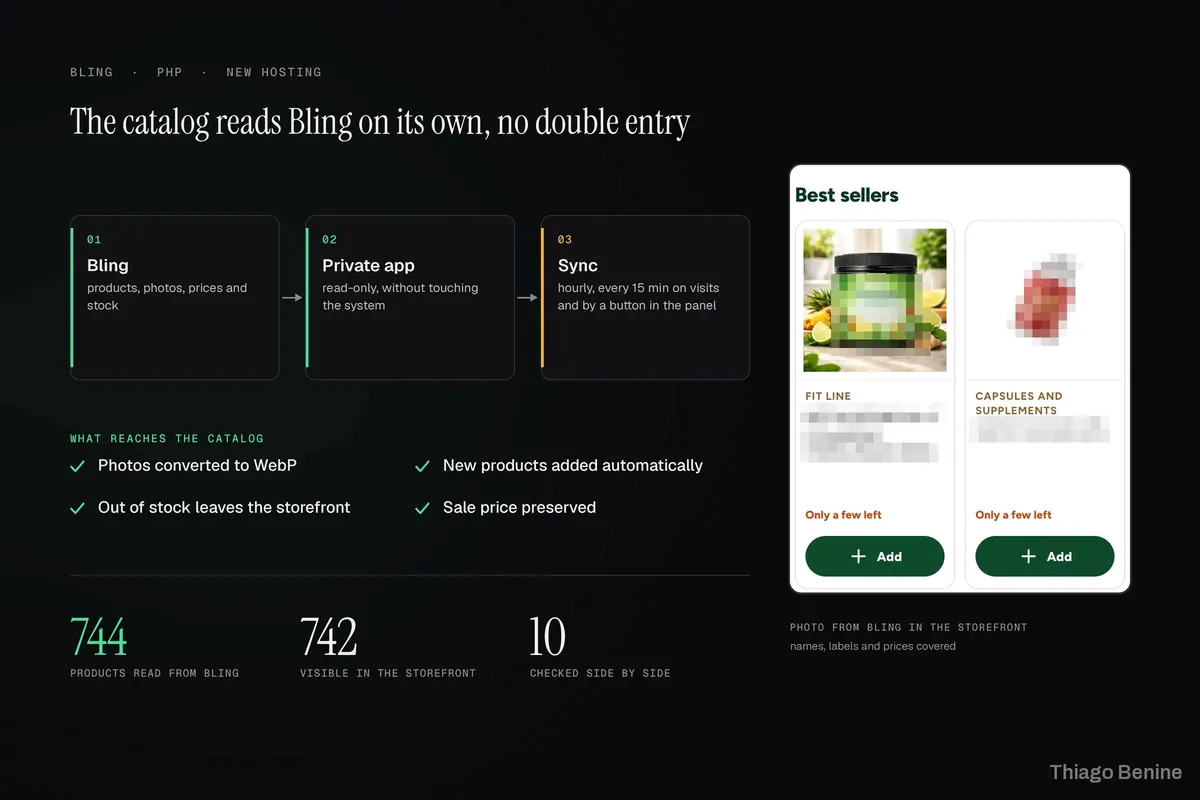 BLING · PHP · NEW HOSTING
The catalog reads Bling on its own, no double entry
01
Bling
products, photos, prices and
stock
02
Private app
read-only, without touching
the system
03
Sync
hourly, every 15 min on visits
and by a button in the panel
WHAT REACHES THE CATALOG
Photos converted to WebP
New products added automatically
Out of stock leaves the storefront
Sale price preserved
744
PRODUCTS READ FROM BLING
742
VISIBLE IN THE STOREFRONT
10
CHECKED SIDE BY SIDE
Best sellers
FIT LINE
Only a few left
+ Add
CAPSULES AND
SUPPLEMENTS
Only a few left
+ Add
PHOTO FROM BLING IN THE STOREFRONT
names, labels and prices covered
Thiago Benine